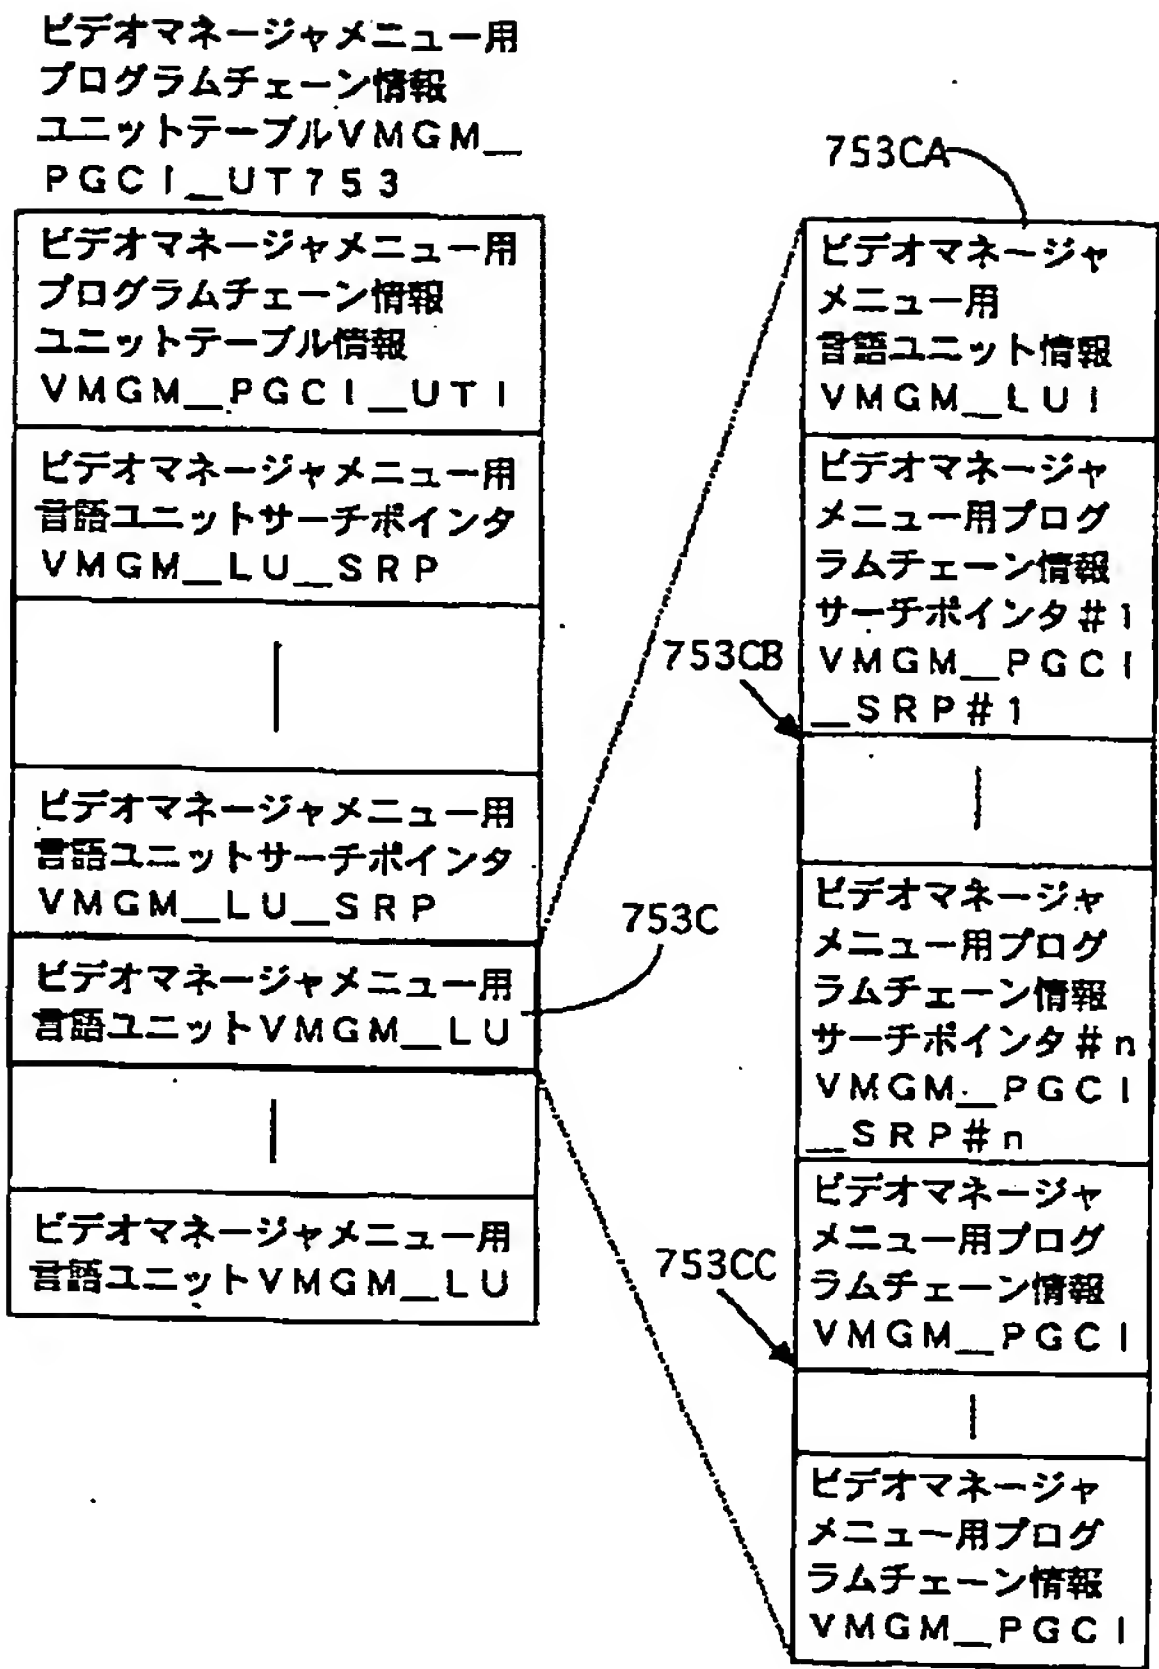 ビデオマネージャメニュー用
プログラムチェーン情報
ユニットテーブルVMGM__
PGCI__UT753
ビデオマネージャメニュー用
プログラムチェーン情報
ユニットテーブル情報
VMGM__PGCI__UTI
ビデオマネージャメニュー用
言語ユニットサーチポインタ
VMGM__LU__SRP
ビデオマネージャメニュー用
言語ユニットサーチポインタ
VMGM__LU__SRP
ビデオマネージャメニュー用
言語ユニットVMGM__LU
ビデオマネージャメニュー用
言語ユニットVMGM__LU
753C
753CA
753CB
753CC
ビデオマネージャ
メニュー用
言語ユニット情報
VMGM__LUI
ビデオマネージャ
メニュー用プログ
ラムチェーン情報
サーチポインタ#1
VMGM__PGCI
__SRP#1
ビデオマネージャ
メニュー用プログ
ラムチェーン情報
サーチポインタ#n
VMGM__PGCI
__SRP#n
ビデオマネージャ
メニュー用プログ
ラムチェーン情報
VMGM__PGCI
ビデオマネージャ
メニュー用プログ
ラムチェーン情報
VMGM__PGCI